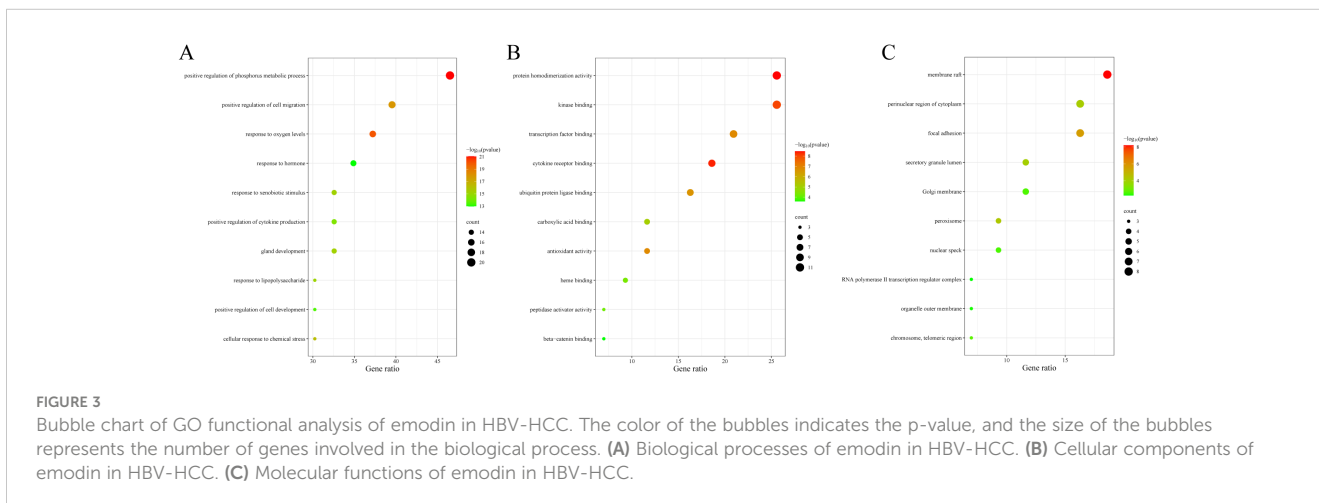 A
positive regulation of phosphorus metabolic process
positive regulation of cell migration
response to oxygen levels
response to hormone
response to xenobiotic stimulus
positive regulation of cytokine production
gland development
response to lipopolysaccharide
positive regulation of cell development
cellular response to chemical stress
30 35 40 45
Gene ratio
−log₁₀(pvalue)
21
19
17
15
13
count
14
16
18
20
B
protein homodimerization activity
kinase binding
transcription factor binding
cytokine receptor binding
ubiquitin protein ligase binding
carboxylic acid binding
antioxidant activity
heme binding
peptidase activator activity
beta−catenin binding
10 15 20 25
Gene ratio
−log₁₀(pvalue)
8
7
6
5
4
count
3
5
7
9
11
C
membrane raft
perinuclear region of cytoplasm
focal adhesion
secretory granule lumen
Golgi membrane
peroxisome
nuclear speck
RNA polymerase II transcription regulator complex
organelle outer membrane
chromosome, telomeric region
10 15
Gene ratio
−log₁₀(pvalue)
8
6
4
count
3
4
5
6
7
8
FIGURE 3
Bubble chart of GO functional analysis of emodin in HBV-HCC. The color of the bubbles indicates the p-value, and the size of the bubbles
represents the number of genes involved in the biological process. (A) Biological processes of emodin in HBV-HCC. (B) Cellular components of
emodin in HBV-HCC. (C) Molecular functions of emodin in HBV-HCC.